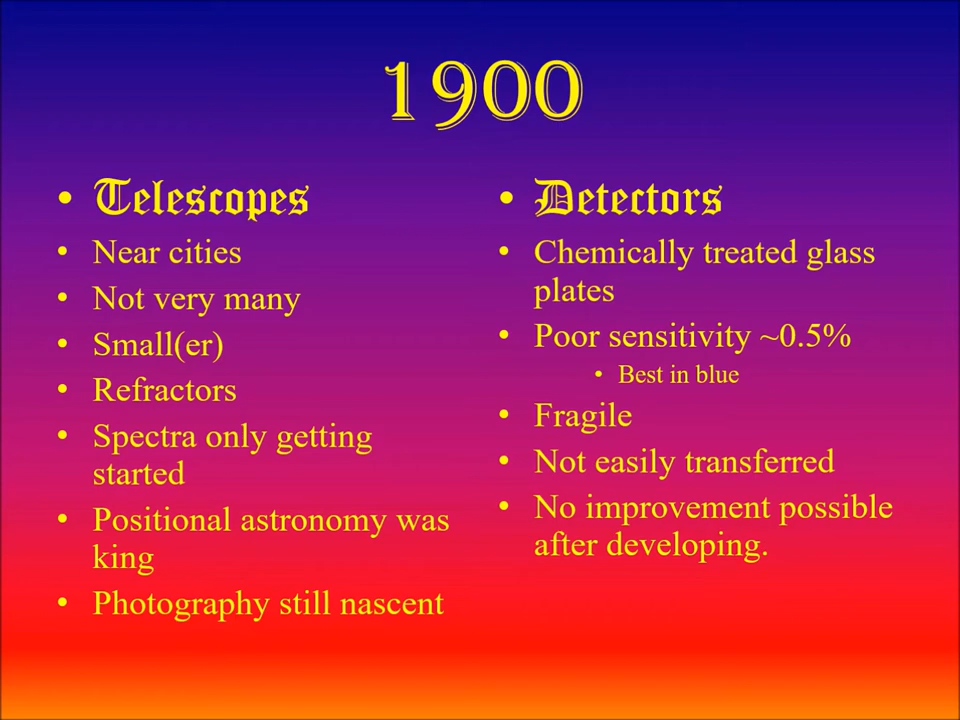 1900
• Telescopes
• Near cities
• Not very many
• Small(er)
• Refractors
• Spectra only getting
started
• Positional astronomy was
king
• Photography still nascent
• Detectors
• Chemically treated glass
plates
• Poor sensitivity ~0.5%
• Best in blue
• Fragile
• Not easily transferred
• No improvement possible
after developing.